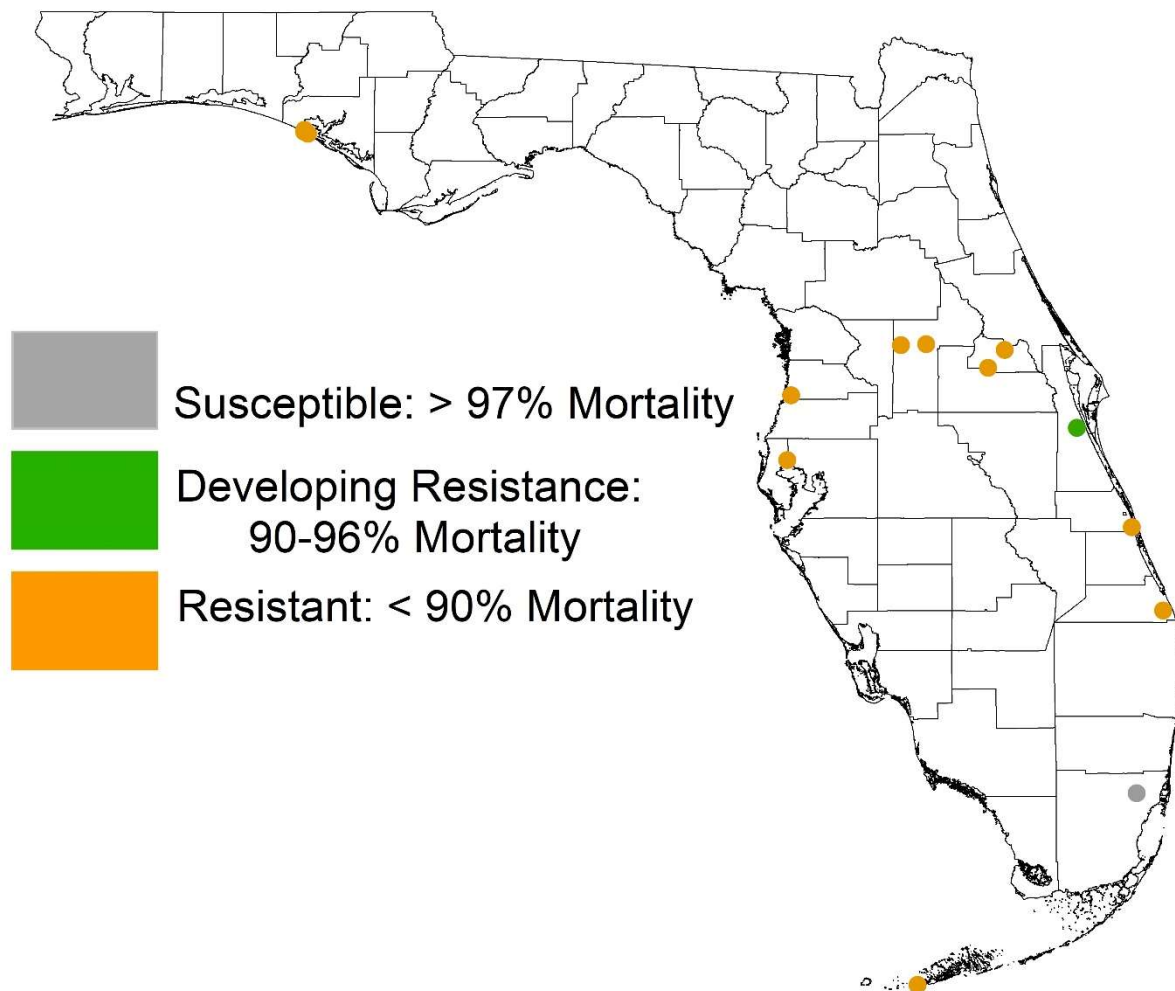 Susceptible: > 97% Mortality
Developing Resistance:
90-96% Mortality
Resistant: < 90% Mortality